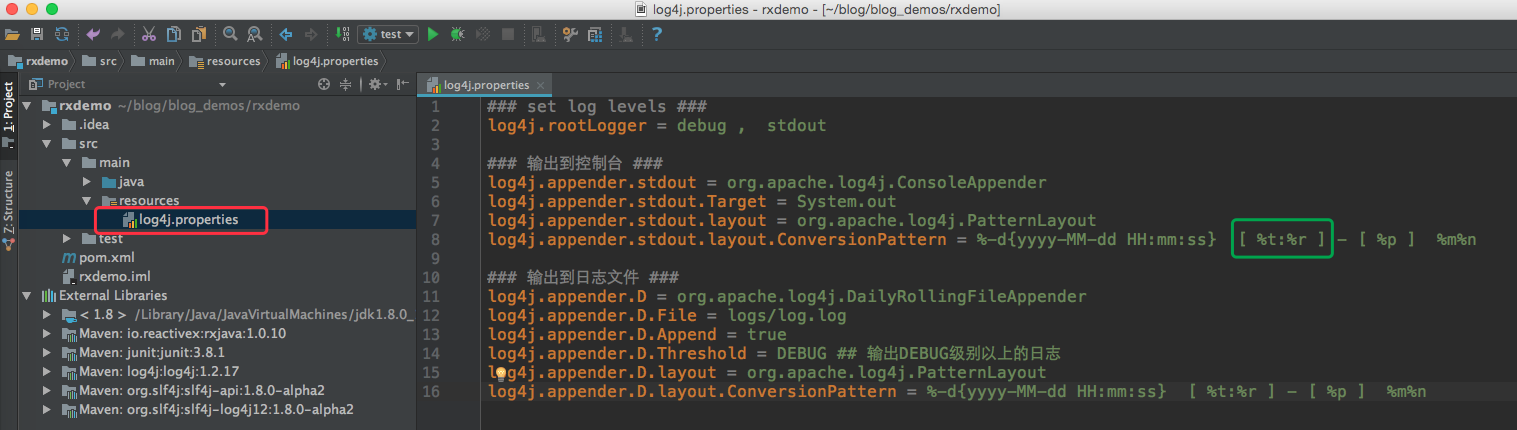 log4j.properties - rxdemo - [~/blog/blog_demos/rxdemo]
test
rxdemo src main resources log4j.properties
1: Project
Z: Structure
Project
rxdemo ~/blog/blog_demos/rxdemo
.idea
src
main
java
resources
log4j.properties
test
pom.xml
rxdemo.iml
External Libraries
< 1.8 > /Library/Java/JavaVirtualMachines/jdk1.8.0_
Maven: io.reactivex:rxjava:1.0.10
Maven: junit:junit:3.8.1
Maven: log4j:log4j:1.2.17
Maven: org.slf4j:slf4j-api:1.8.0-alpha2
Maven: org.slf4j:slf4j-log4j12:1.8.0-alpha2
log4j.properties
1 ### set log levels ###
2 log4j.rootLogger = debug ,  stdout
3
4 ### 输出到控制台 ###
5 log4j.appender.stdout = org.apache.log4j.ConsoleAppender
6 log4j.appender.stdout.Target = System.out
7 log4j.appender.stdout.layout = org.apache.log4j.PatternLayout
8 log4j.appender.stdout.layout.ConversionPattern = %-d{yyyy-MM-dd HH:mm:ss}  [ %t:%r ] - [ %p ]  %m%n
9
10 ### 输出到日志文件 ###
11 log4j.appender.D = org.apache.log4j.DailyRollingFileAppender
12 log4j.appender.D.File = logs/log.log
13 log4j.appender.D.Append = true
14 log4j.appender.D.Threshold = DEBUG ## 输出DEBUG级别以上的日志
15 log4j.appender.D.layout = org.apache.log4j.PatternLayout
16 log4j.appender.D.layout.ConversionPattern = %-d{yyyy-MM-dd HH:mm:ss}  [ %t:%r ] - [ %p ]  %m%n